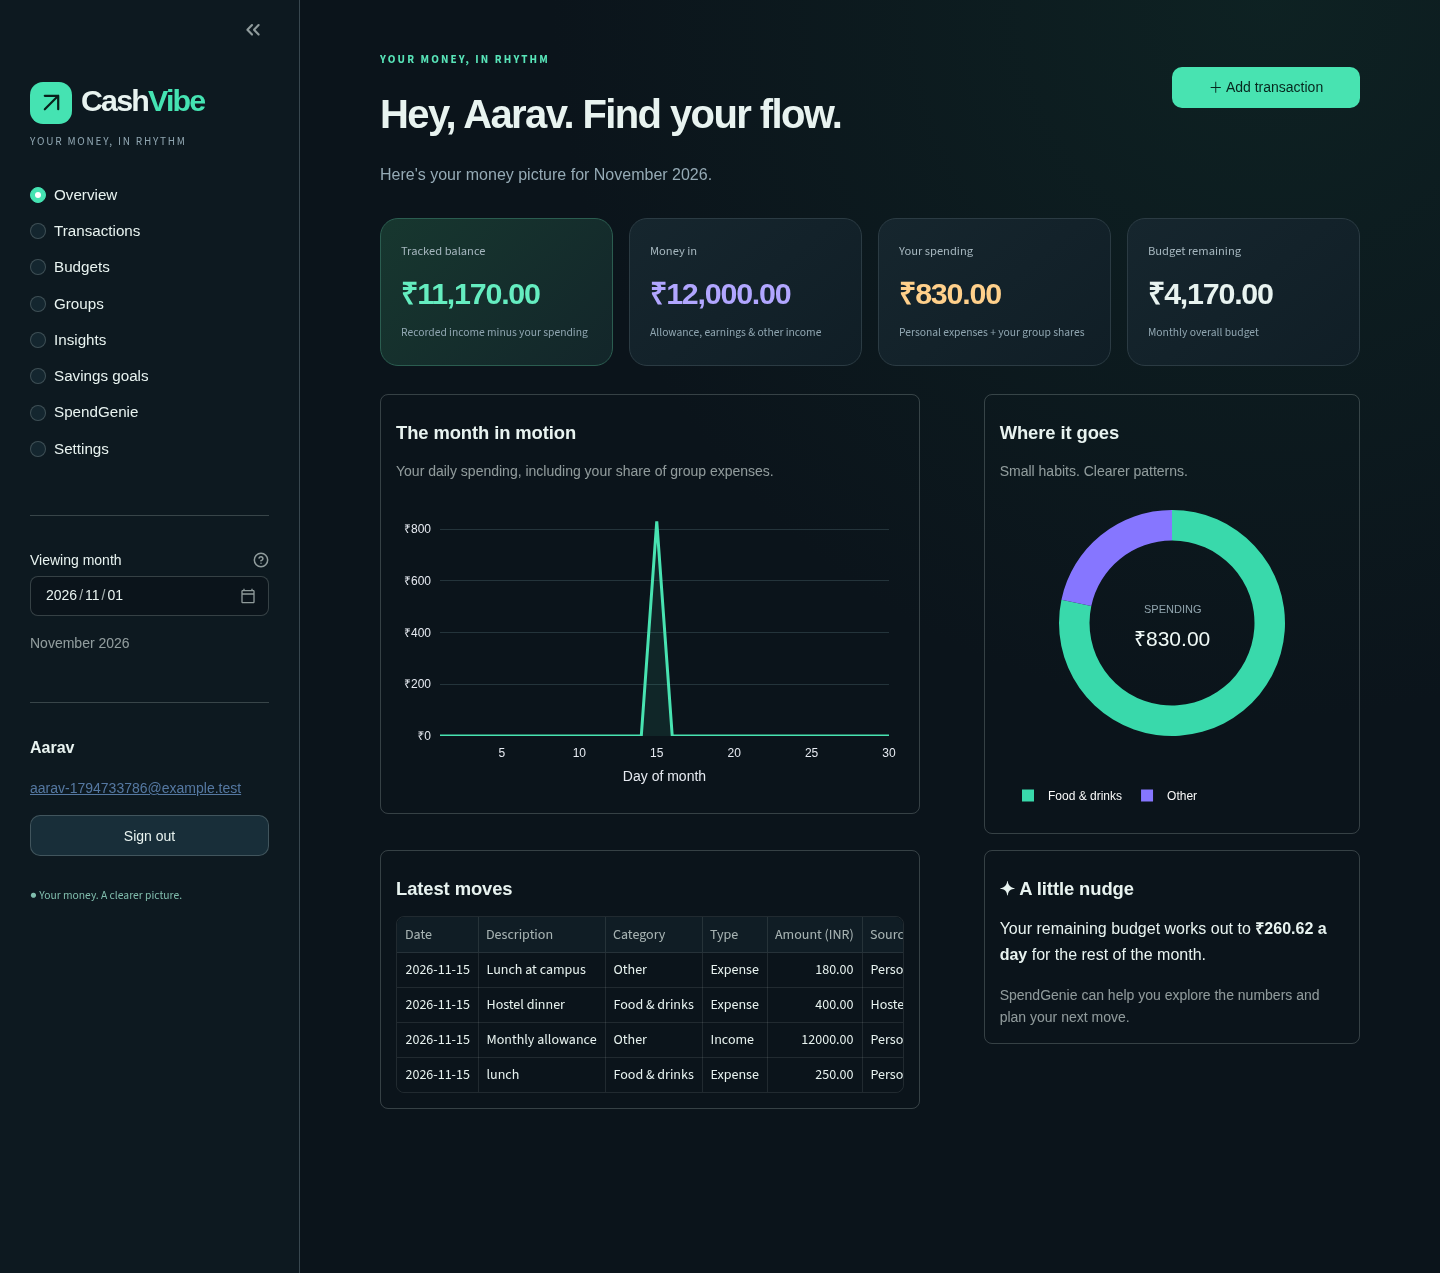 CashVibe
YOUR MONEY, IN RHYTHM
Overview
Transactions
Budgets
Groups
Insights
Savings goals
SpendGenie
Settings
Viewing month
2026/11/01
November 2026
Aarav
aarav-1794733786@example.test
Sign out
● Your money. A clearer picture.
YOUR MONEY, IN RHYTHM
Hey, Aarav. Find your flow.
+ Add transaction
Here's your money picture for November 2026.
Tracked balance
₹11,170.00
Recorded income minus your spending
Money in
₹12,000.00
Allowance, earnings & other income
Your spending
₹830.00
Personal expenses + your group shares
Budget remaining
₹4,170.00
Monthly overall budget
The month in motion
Your daily spending, including your share of group expenses.
₹800
₹600
₹400
₹200
₹0
5 10 15 20 25 30
Day of month
Where it goes
Small habits. Clearer patterns.
SPENDING
₹830.00
Food & drinks Other
Latest moves
Date Description Category Type Amount (INR) Sourc
2026-11-15 Lunch at campus Other Expense 180.00 Perso
2026-11-15 Hostel dinner Food & drinks Expense 400.00 Hoste
2026-11-15 Monthly allowance Other Income 12000.00 Perso
2026-11-15 lunch Food & drinks Expense 250.00 Perso
✦ A little nudge
Your remaining budget works out to ₹260.62 a
day for the rest of the month.
SpendGenie can help you explore the numbers and
plan your next move.